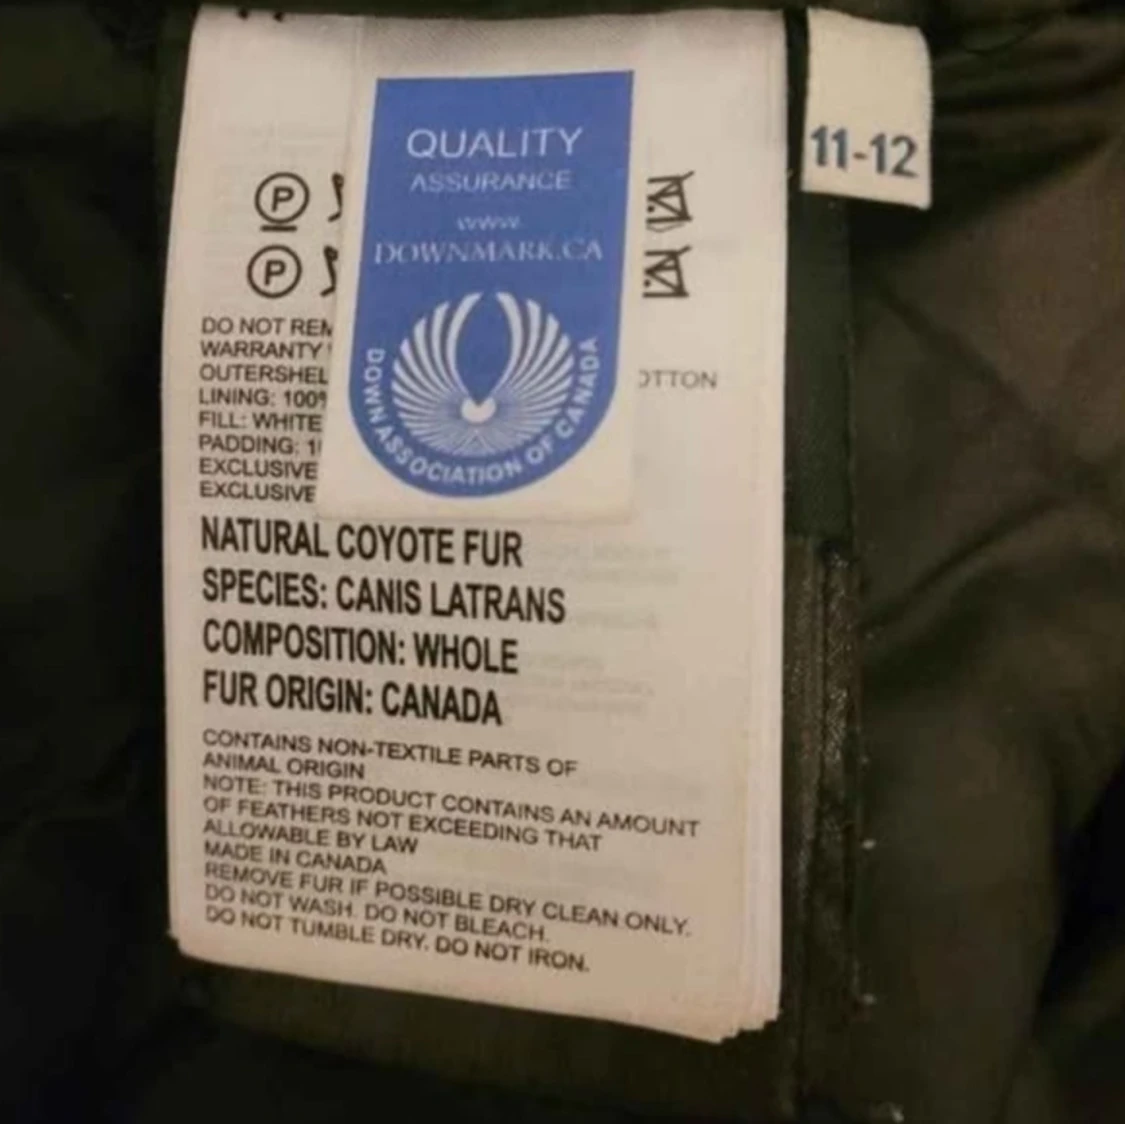 QUALITY
ASSURANCE
www.
DOWNMARK.CA
DOWN ASSOCIATION OF CANADA
11-12
P
P
DO NOT REM
WARRANTY
OUTERSHEL
OTTON
LINING: 100%
FILL: WHITE
PADDING: 1
EXCLUSIVE
EXCLUSIVE
NATURAL COYOTE FUR
SPECIES: CANIS LATRANS
COMPOSITION: WHOLE
FUR ORIGIN: CANADA
CONTAINS NON-TEXTILE PARTS OF
ANIMAL ORIGIN
NOTE: THIS PRODUCT CONTAINS AN AMOUNT
OF FEATHERS NOT EXCEEDING THAT
ALLOWABLE BY LAW
MADE IN CANADA
REMOVE FUR IF POSSIBLE DRY CLEAN ONLY.
DO NOT WASH. DO NOT BLEACH.
DO NOT TUMBLE DRY. DO NOT IRON.